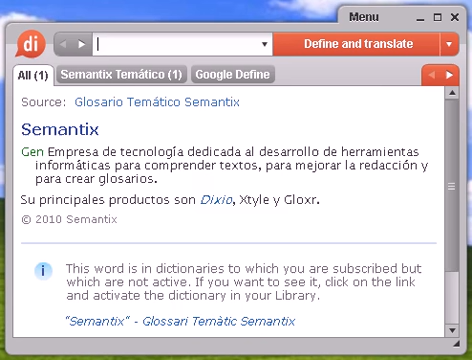 Menu
di
Define and translate
All (1) Semantix Temático (1) Google Define
Source: Glosario Temático Semantix
Semantix
Gen Empresa de tecnología dedicada al desarrollo de herramientas
informáticas para comprender textos, para mejorar la redacción y
para crear glosarios.
Su principales productos son Dixio, Xtyle y Gloxr.
© 2010 Semantix
i
This word is in dictionaries to which you are subscribed but
which are not active. If you want to see it, click on the link
and activate the dictionary in your Library.
"Semantix" - Glossari Temàtic Semantix